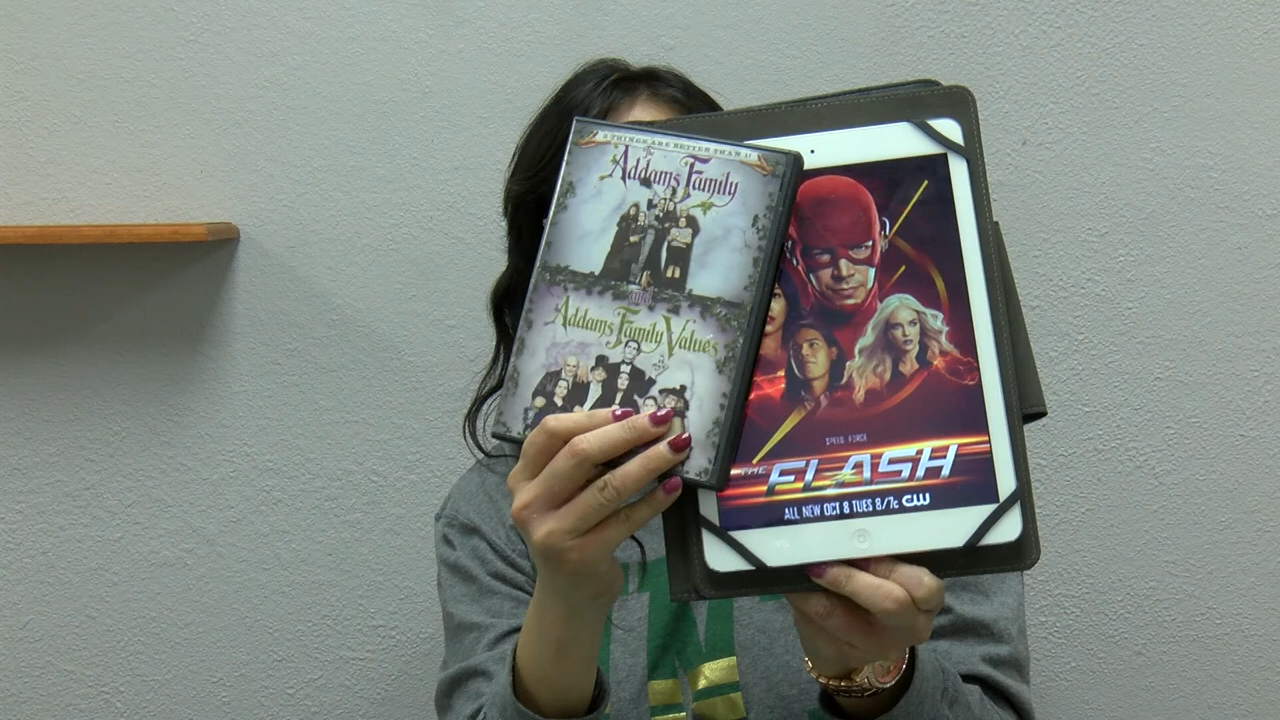 2 THINGS ARE BETTER THAN 1!
The
Addams Family
and
Addams Family Values
SPEED FORCE
THE FLASH
ALL NEW OCT 8 TUES 8/7c CW